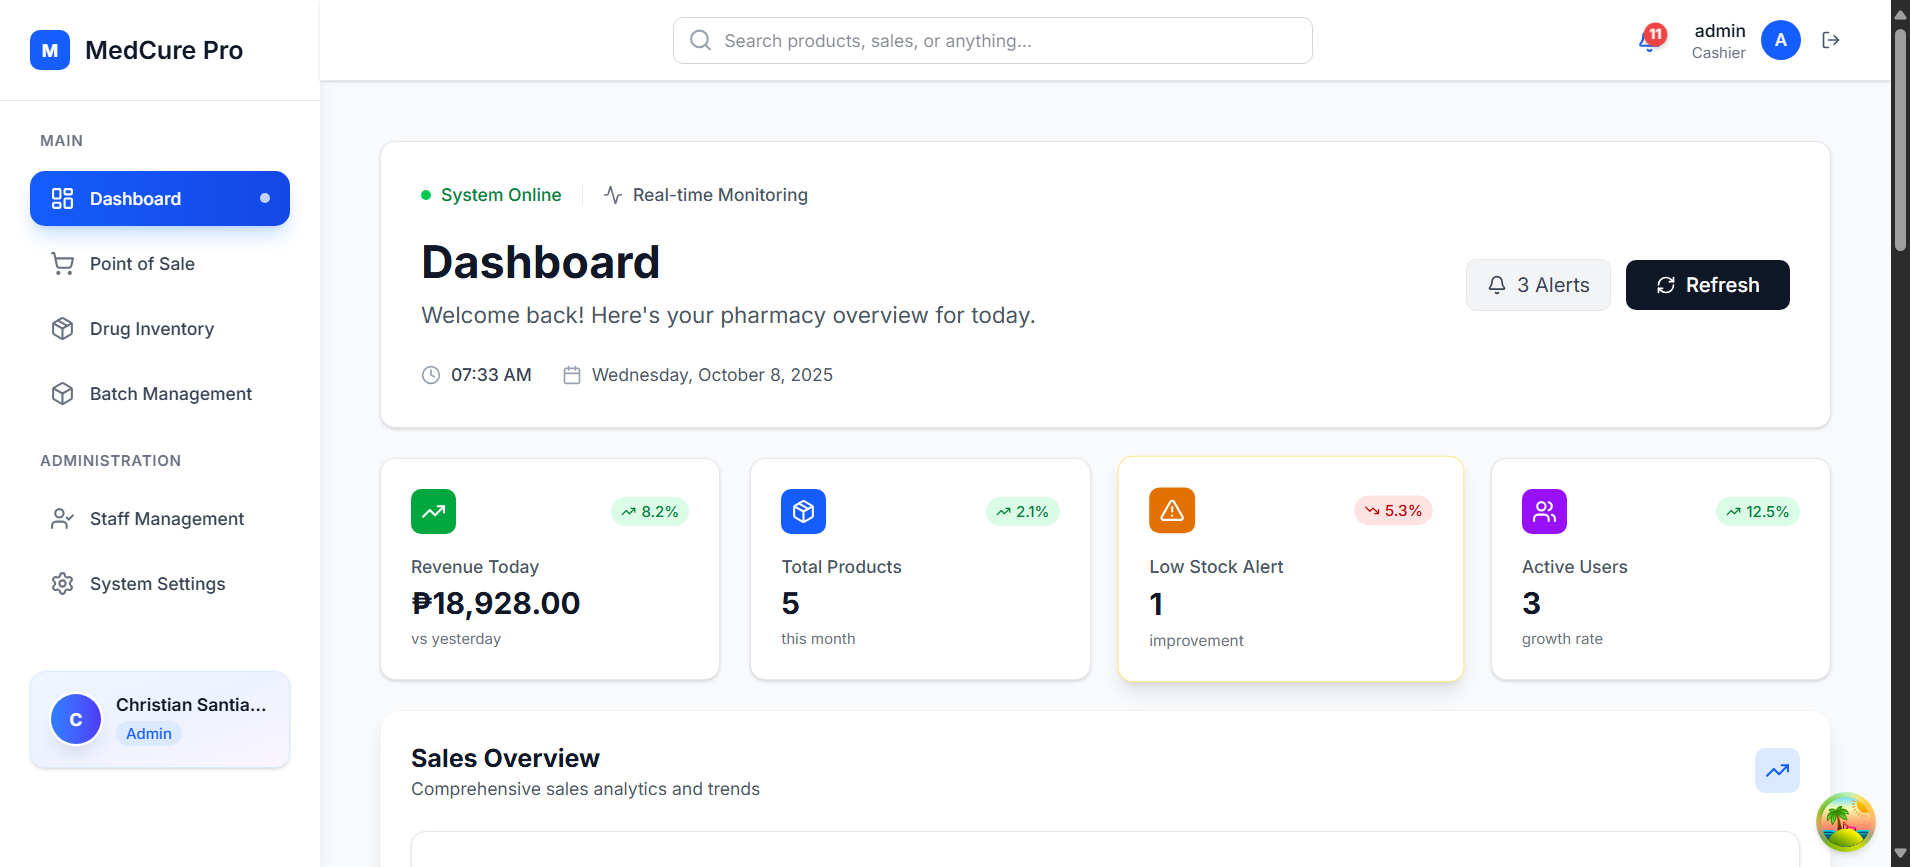 M MedCure Pro
Search products, sales, or anything...
11
admin
Cashier
A
MAIN
Dashboard
Point of Sale
Drug Inventory
Batch Management
ADMINISTRATION
Staff Management
System Settings
C
Christian Santia...
Admin
System Online
Real-time Monitoring
Dashboard
Welcome back! Here's your pharmacy overview for today.
07:33 AM
Wednesday, October 8, 2025
3 Alerts
Refresh
8.2%
Revenue Today
₱18,928.00
vs yesterday
2.1%
Total Products
5
this month
5.3%
Low Stock Alert
1
improvement
12.5%
Active Users
3
growth rate
Sales Overview
Comprehensive sales analytics and trends